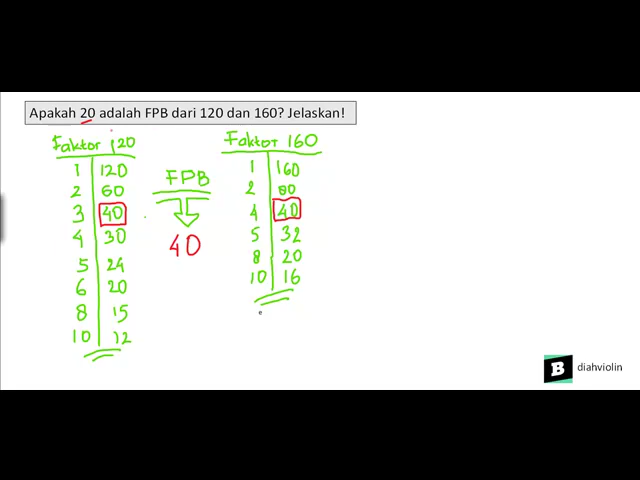 Apakah 20 adalah FPB dari 120 dan 160? Jelaskan!
Faktor 120
1 120
2 60
3 40
4 30
5 24
6 20
8 15
10 12
FPB
40
Faktor 160
1 160
2 80
4 40
5 32
8 20
10 16
e
B diahviolin